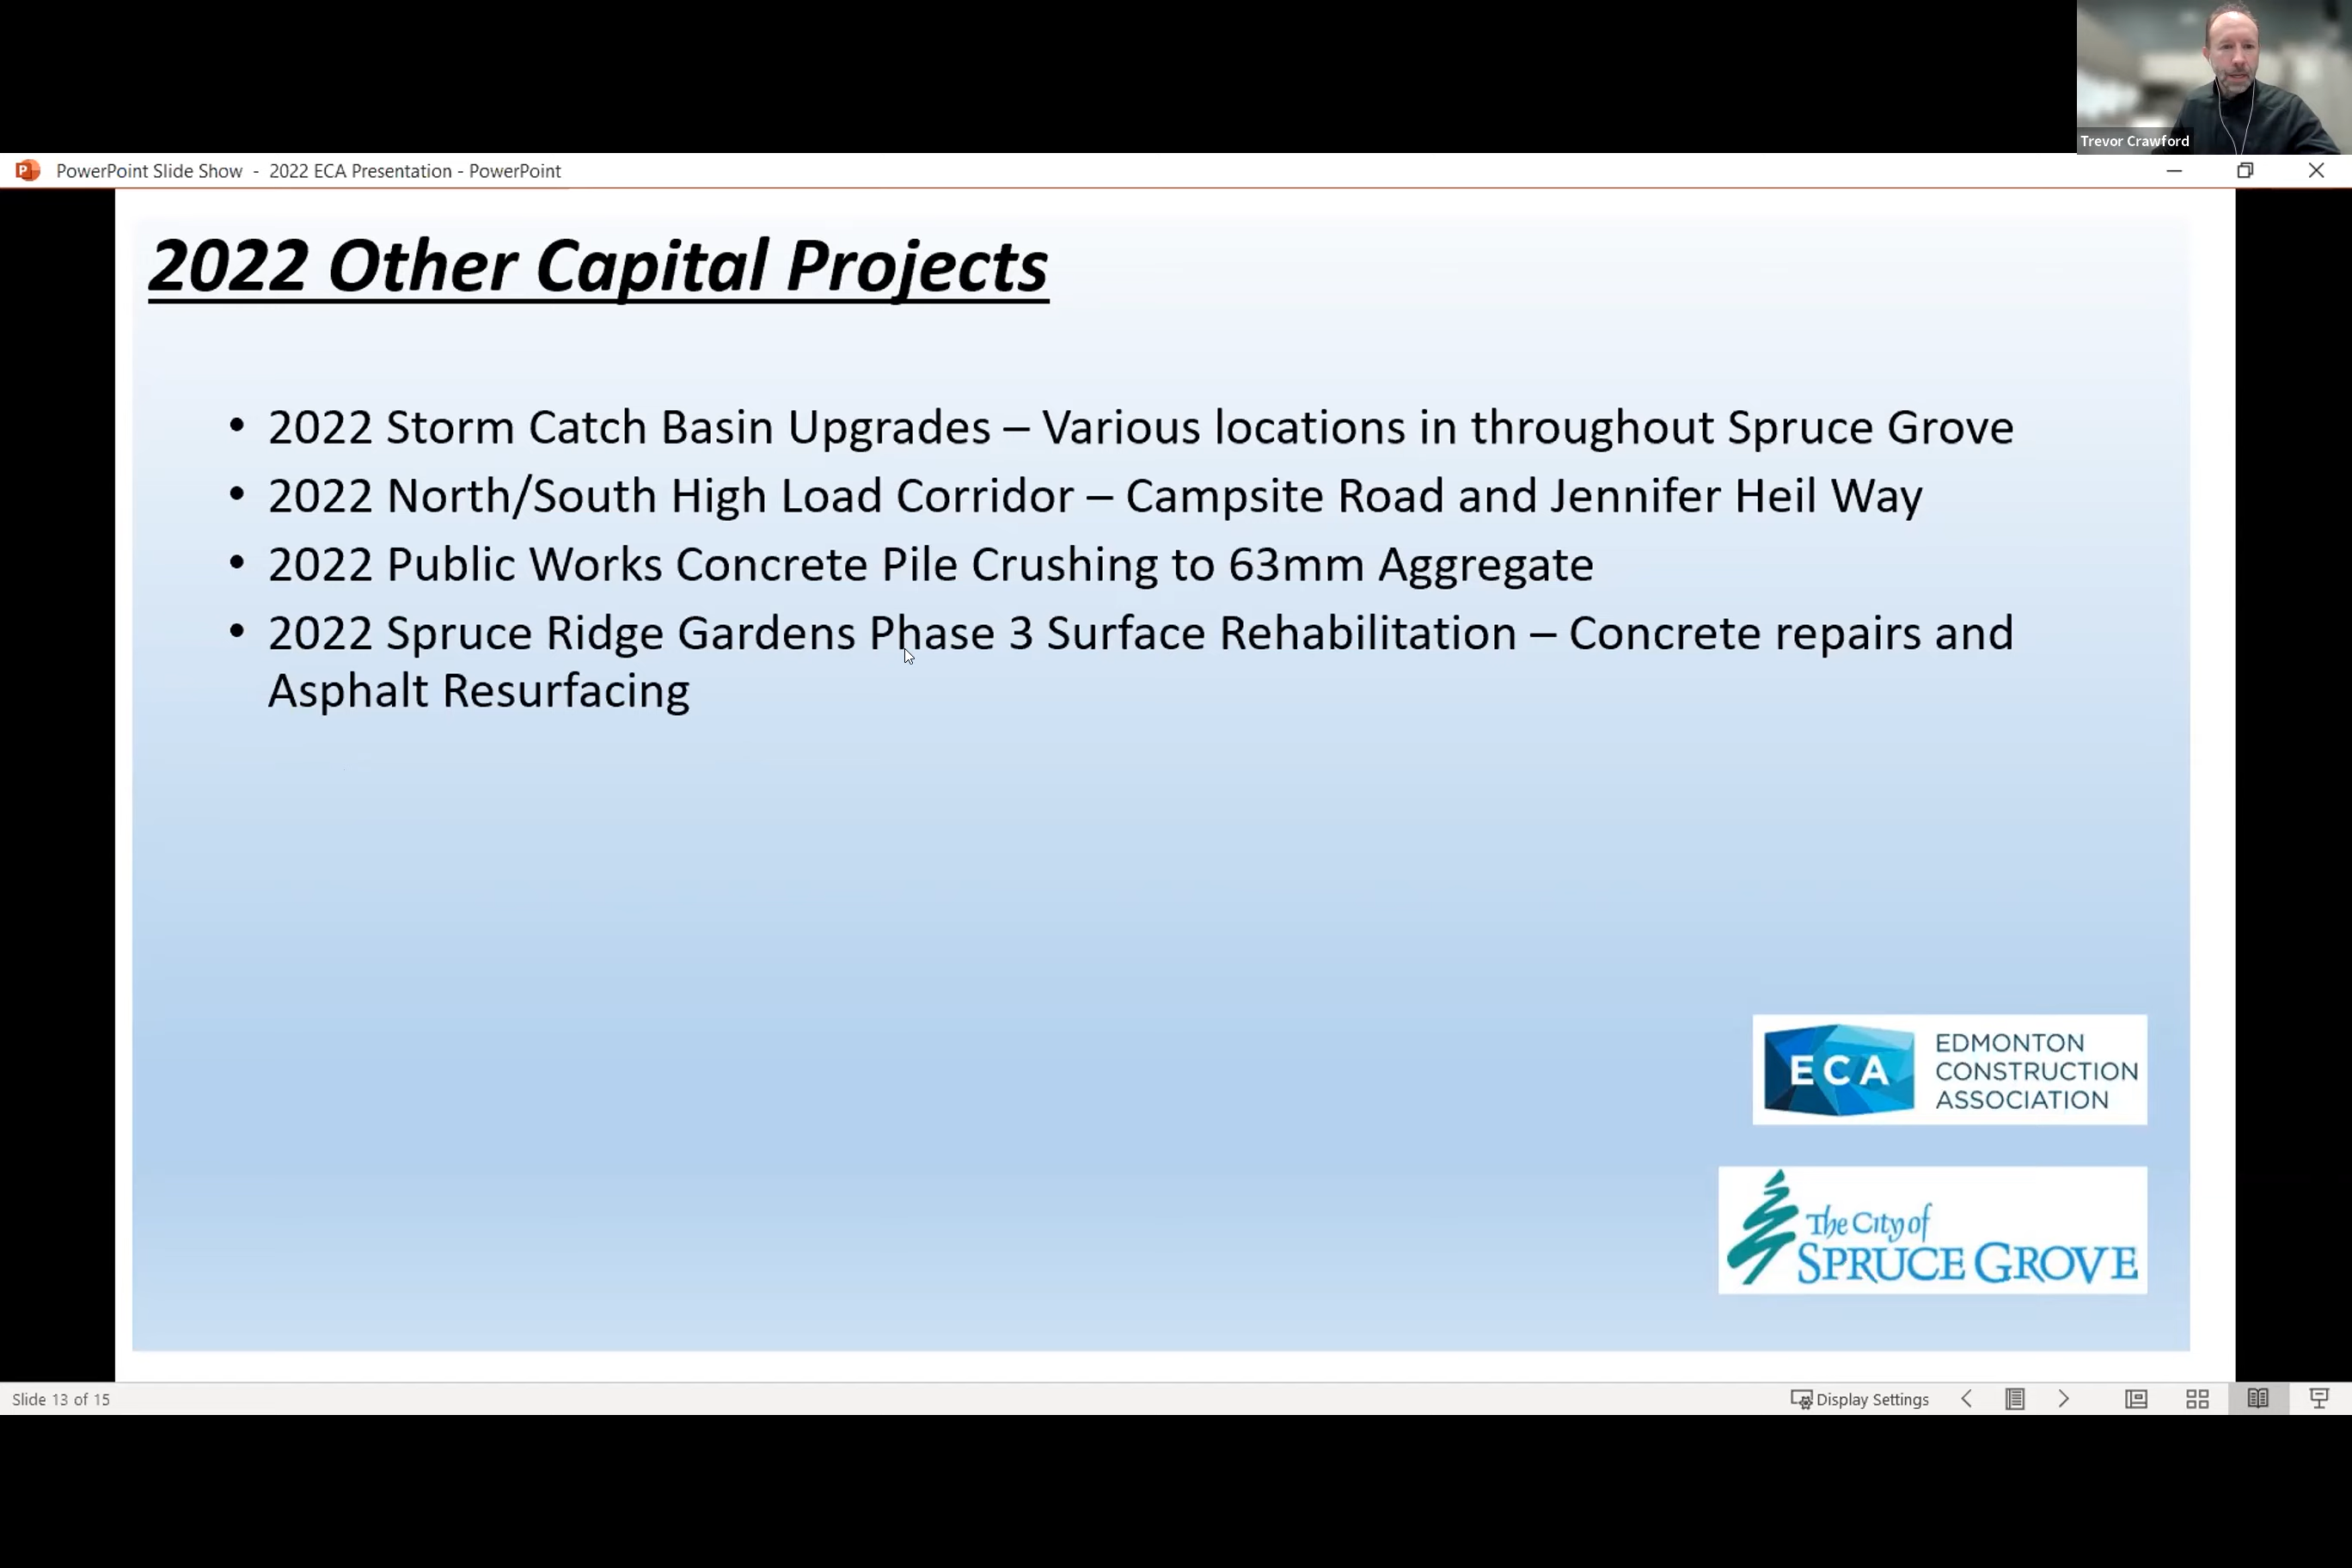 Trevor Crawford
PowerPoint Slide Show - 2022 ECA Presentation - PowerPoint
2022 Other Capital Projects
• 2022 Storm Catch Basin Upgrades – Various locations in throughout Spruce Grove
• 2022 North/South High Load Corridor – Campsite Road and Jennifer Heil Way
• 2022 Public Works Concrete Pile Crushing to 63mm Aggregate
• 2022 Spruce Ridge Gardens Phase 3 Surface Rehabilitation – Concrete repairs and
Asphalt Resurfacing
ECA
EDMONTON
CONSTRUCTION
ASSOCIATION
The City of
SPRUCE GROVE
Slide 13 of 15
Display Settings